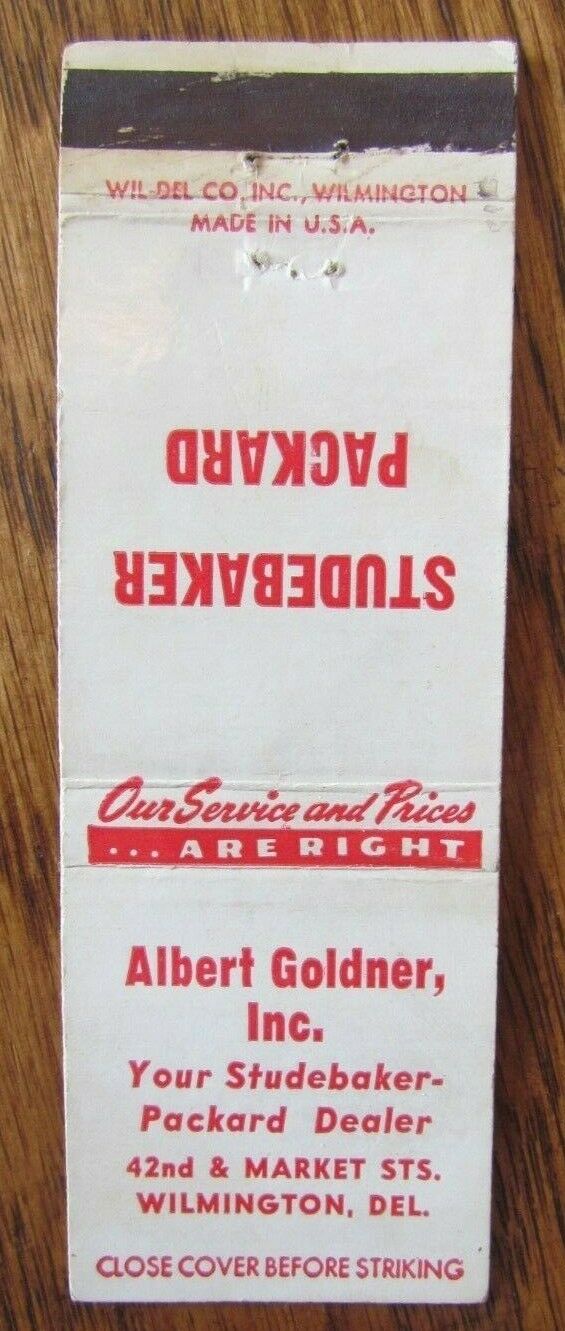 WIL-DEL CO. INC., WILMINGTON
MADE IN U.S.A.
STUDEBAKER
PACKARD
Our Service and Prices
... ARE RIGHT
Albert Goldner,
Inc.
Your Studebaker-
Packard Dealer
42nd & MARKET STS.
WILMINGTON, DEL.
CLOSE COVER BEFORE STRIKING